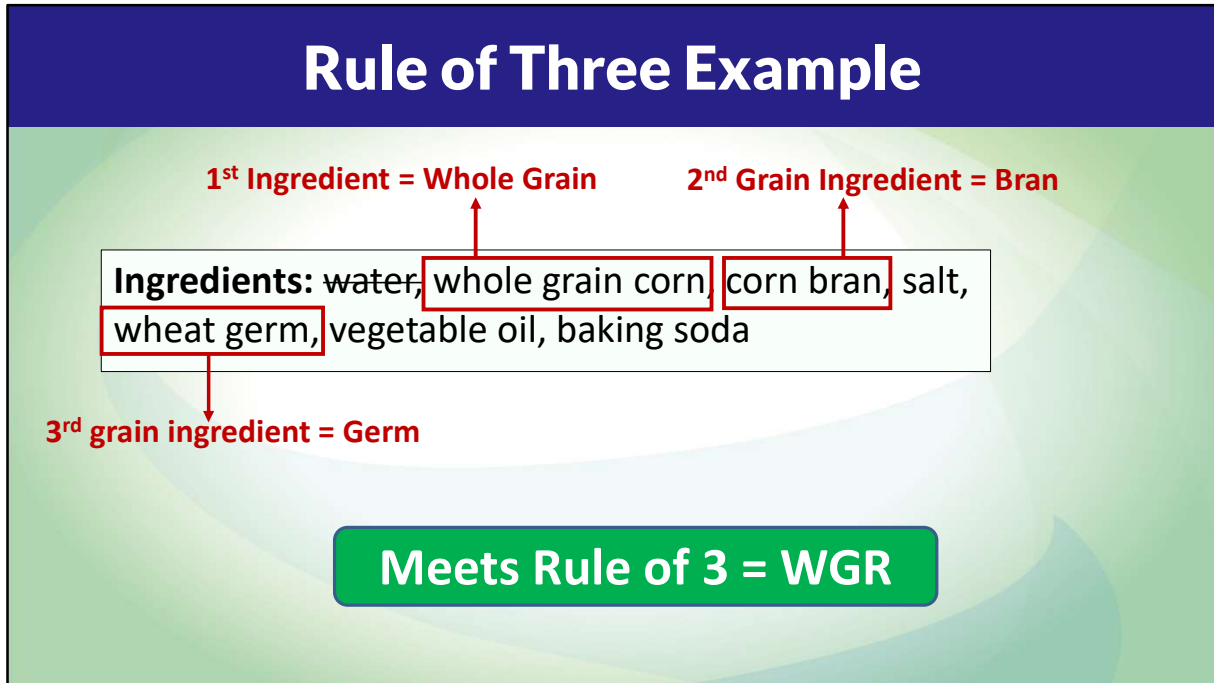 Rule of Three Example
1st Ingredient = Whole Grain
2nd Grain Ingredient = Bran
Ingredients: water, whole grain corn, corn bran, salt,
wheat germ, vegetable oil, baking soda
3rd grain ingredient = Germ
Meets Rule of 3 = WGR